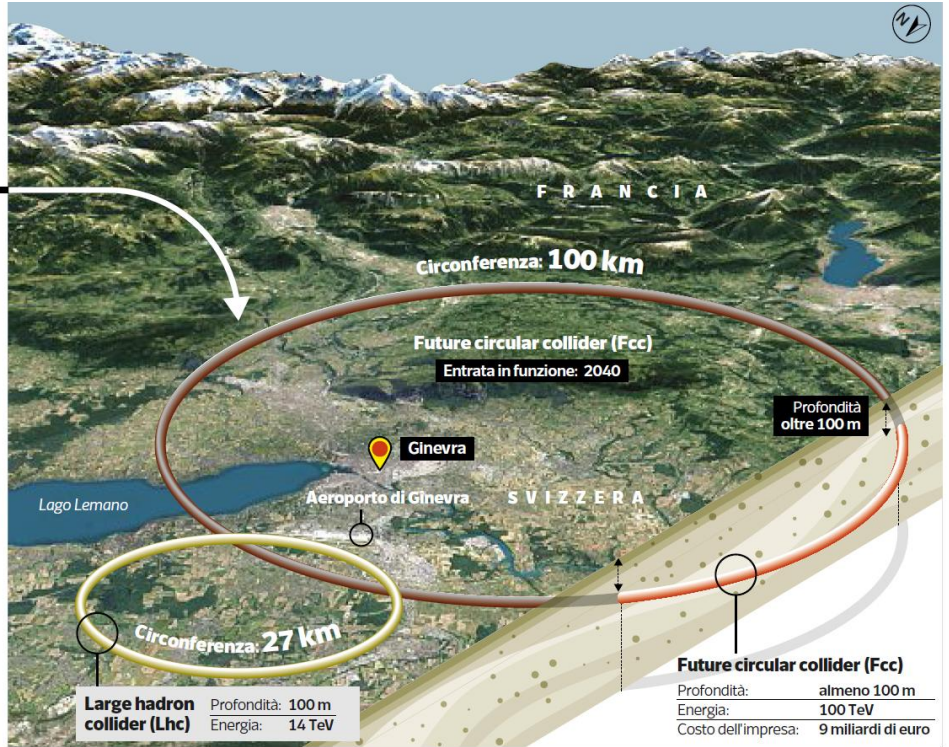 N
FRANCIA
Circonferenza: 100 km
Future circular collider (Fcc)
Entrata in funzione: 2040
Profondità
oltre 100 m
Ginevra
Lago Lemano
Aeroporto di Ginevra
SVIZZERA
Circonferenza: 27 km
Large hadron
collider (Lhc)
Profondità: 100 m
Energia: 14 TeV
Future circular collider (Fcc)
Profondità: almeno 100 m
Energia: 100 TeV
Costo dell'impresa: 9 miliardi di euro